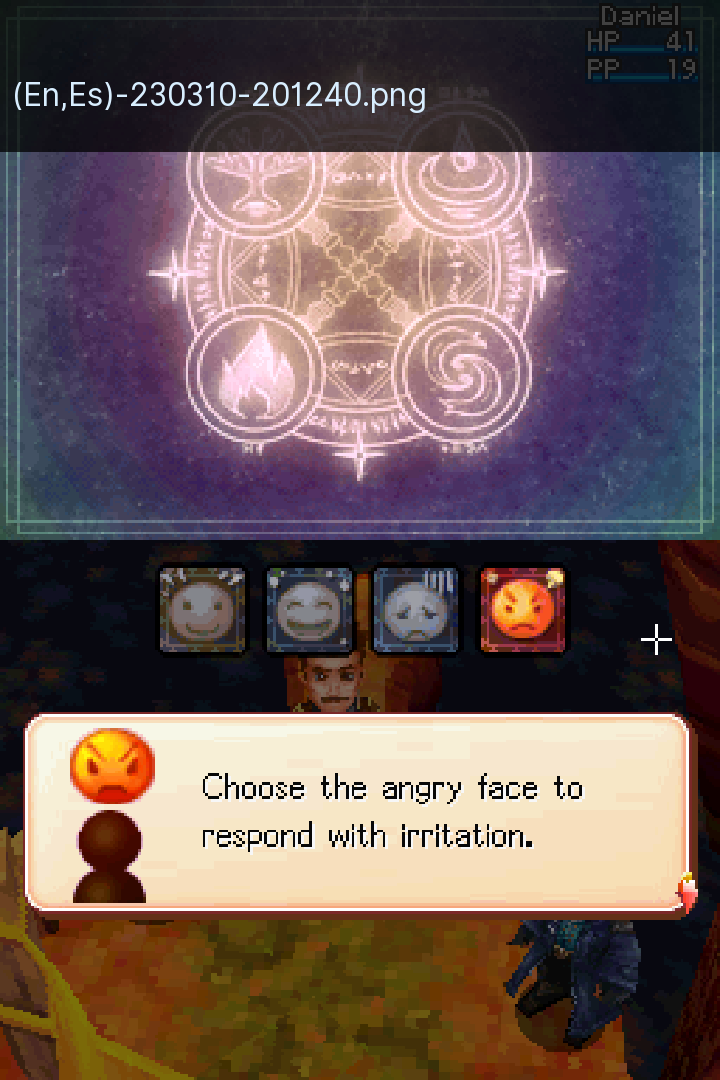 Daniel
HP 41
PP 19
(En,Es)-230310-201240.png
Choose the angry face to
respond with irritation.